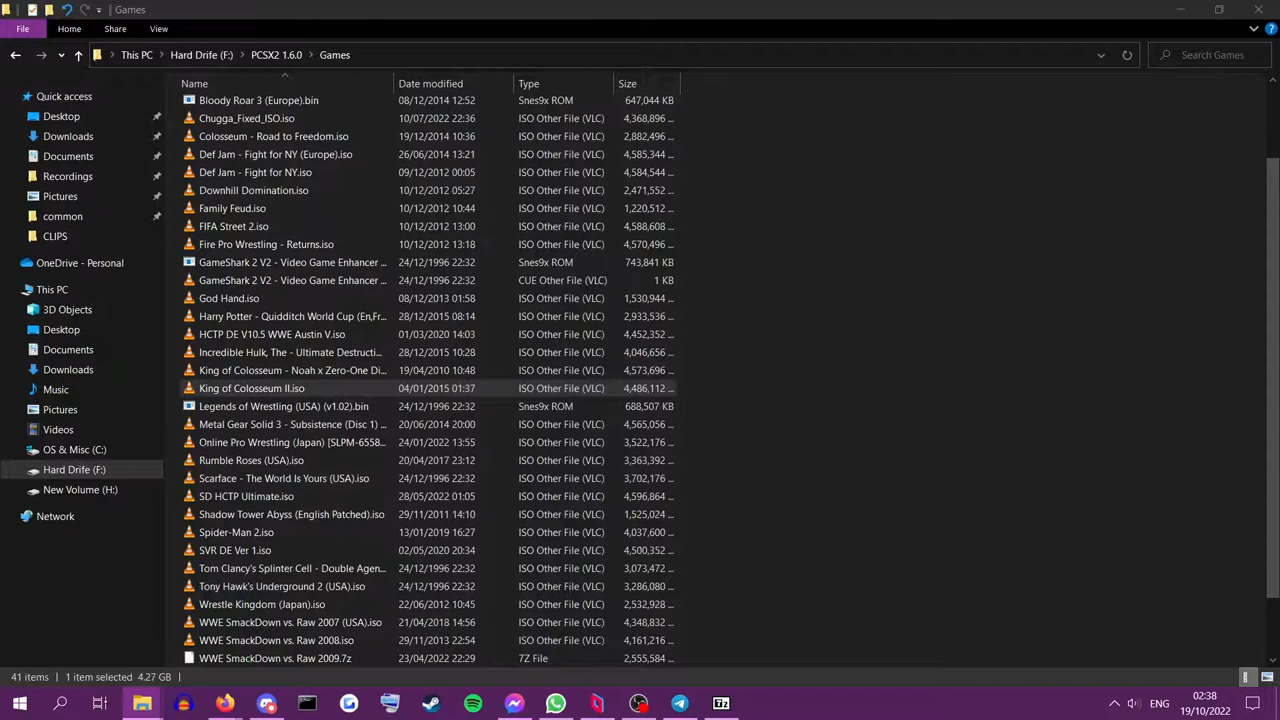 Games
File Home Share View
This PC Hard Drife (F:) PCSX2 1.6.0 Games Search Games
Name Date modified Type Size
Quick access
Desktop
Downloads
Documents
Recordings
Pictures
common
CLIPS
OneDrive - Personal
This PC
3D Objects
Desktop
Documents
Downloads
Music
Pictures
Videos
OS & Misc (C:)
Hard Drife (F:)
New Volume (H:)
Network
Bloody Roar 3 (Europe).bin 08/12/2014 12:52 Snes9x ROM 647,044 KB
Chugga_Fixed_ISO.iso 10/07/2022 22:36 ISO Other File (VLC) 4,368,896 ...
Colosseum - Road to Freedom.iso 19/12/2014 10:36 ISO Other File (VLC) 2,882,496 ...
Def Jam - Fight for NY (Europe).iso 26/06/2014 13:21 ISO Other File (VLC) 4,585,344 ...
Def Jam - Fight for NY.iso 09/12/2012 00:05 ISO Other File (VLC) 4,584,544 ...
Downhill Domination.iso 10/12/2012 05:27 ISO Other File (VLC) 2,471,552 ...
Family Feud.iso 10/12/2012 10:44 ISO Other File (VLC) 1,220,512 ...
FIFA Street 2.iso 10/12/2012 13:00 ISO Other File (VLC) 4,588,608 ...
Fire Pro Wrestling - Returns.iso 10/12/2012 13:18 ISO Other File (VLC) 4,570,496 ...
GameShark 2 V2 - Video Game Enhancer ... 24/12/1996 22:32 Snes9x ROM 743,841 KB
GameShark 2 V2 - Video Game Enhancer ... 24/12/1996 22:32 CUE Other File (VLC) 1 KB
God Hand.iso 08/12/2013 01:58 ISO Other File (VLC) 1,530,944 ...
Harry Potter - Quidditch World Cup (En,Fr... 28/12/2015 08:14 ISO Other File (VLC) 2,933,536 ...
HCTP DE V10.5 WWE Austin V.iso 01/03/2020 14:03 ISO Other File (VLC) 4,452,352 ...
Incredible Hulk, The - Ultimate Destructi... 28/12/2015 10:28 ISO Other File (VLC) 4,046,656 ...
King of Colosseum - Noah x Zero-One Di... 19/04/2010 10:48 ISO Other File (VLC) 4,573,696 ...
King of Colosseum II.iso 04/01/2015 01:37 ISO Other File (VLC) 4,486,112 ...
Legends of Wrestling (USA) (v1.02).bin 24/12/1996 22:32 Snes9x ROM 688,507 KB
Metal Gear Solid 3 - Subsistence (Disc 1) ... 20/06/2014 20:00 ISO Other File (VLC) 4,565,056 ...
Online Pro Wrestling (Japan) [SLPM-6558... 24/01/2022 13:55 ISO Other File (VLC) 3,522,176 ...
Rumble Roses (USA).iso 20/04/2017 23:12 ISO Other File (VLC) 3,363,392 ...
Scarface - The World Is Yours (USA).iso 24/12/1996 22:32 ISO Other File (VLC) 3,702,176 ...
SD HCTP Ultimate.iso 28/05/2022 01:05 ISO Other File (VLC) 4,596,864 ...
Shadow Tower Abyss (English Patched).iso 29/11/2011 14:10 ISO Other File (VLC) 1,525,024 ...
Spider-Man 2.iso 13/01/2019 16:27 ISO Other File (VLC) 4,037,600 ...
SVR DE Ver 1.iso 02/05/2020 20:34 ISO Other File (VLC) 4,500,352 ...
Tom Clancy's Splinter Cell - Double Agen... 24/12/1996 22:32 ISO Other File (VLC) 3,073,472 ...
Tony Hawk's Underground 2 (USA).iso 24/12/1996 22:32 ISO Other File (VLC) 3,286,080 ...
Wrestle Kingdom (Japan).iso 22/06/2012 10:45 ISO Other File (VLC) 2,532,928 ...
WWE SmackDown vs. Raw 2007 (USA).iso 21/04/2018 14:56 ISO Other File (VLC) 4,348,832 ...
WWE SmackDown vs. Raw 2008.iso 29/11/2013 22:54 ISO Other File (VLC) 4,161,216 ...
WWE SmackDown vs. Raw 2009.7z 23/04/2022 22:29 7Z File 2,555,584 ...
41 items 1 item selected 4.27 GB
Tz ENG 02:38
19/10/2022